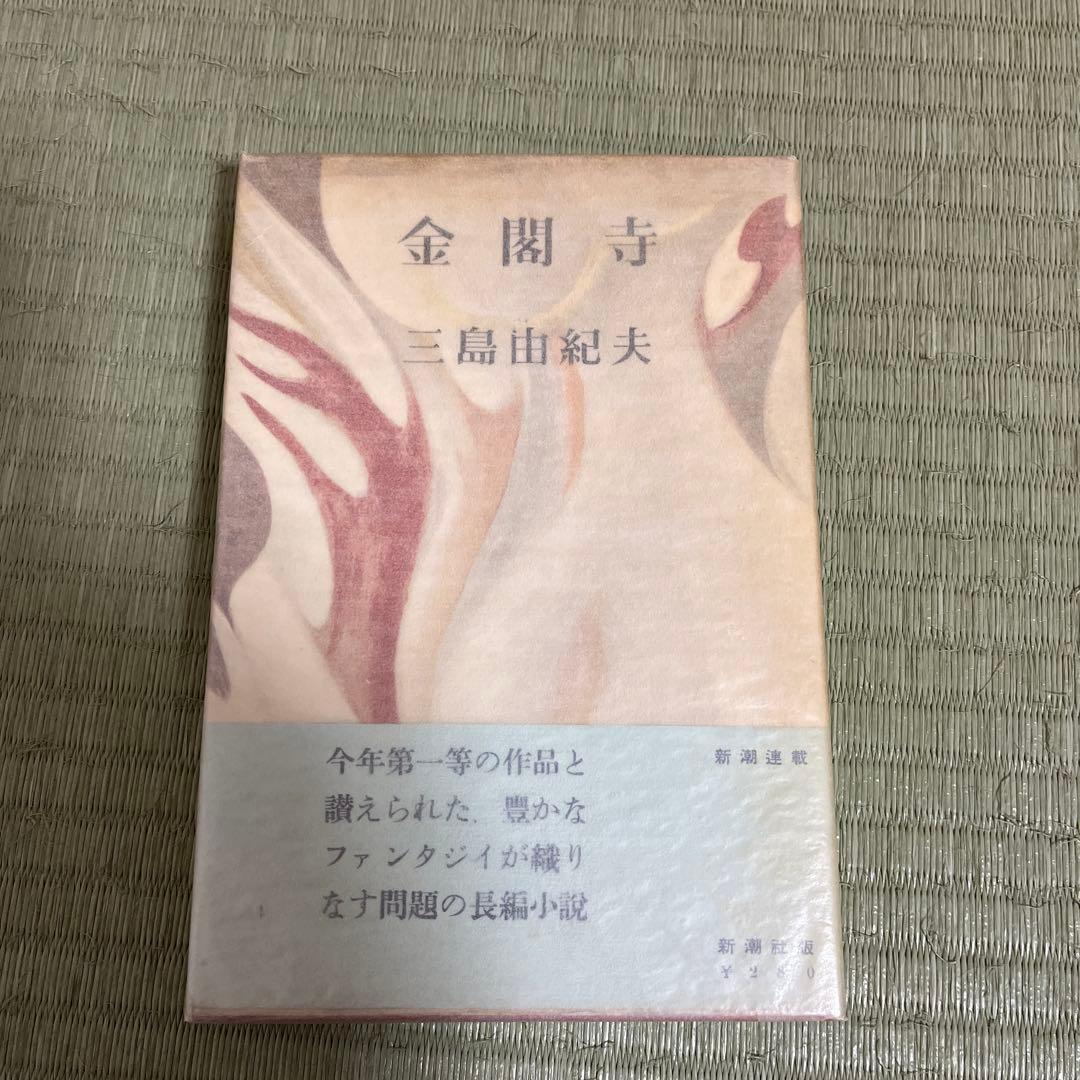 金閣寺
三島由紀夫
今年第一等の作品と
讃えられた、豊かな
ファンタジイが織り
なす問題の長編小説
新潮連載
新潮社版
¥280